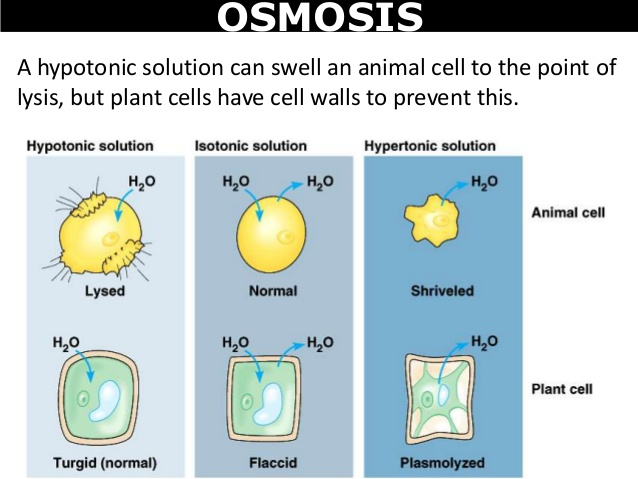 OSMOSIS
A hypotonic solution can swell an animal cell to the point of
lysis, but plant cells have cell walls to prevent this.
Hypotonic solution
Isotonic solution
Hypertonic solution
H₂O
H₂O
H₂O
H₂O
Animal cell
Lysed
Normal
Shriveled
H₂O
H₂O
H₂O
H₂O
Plant cell
Turgid (normal)
Flaccid
Plasmolyzed